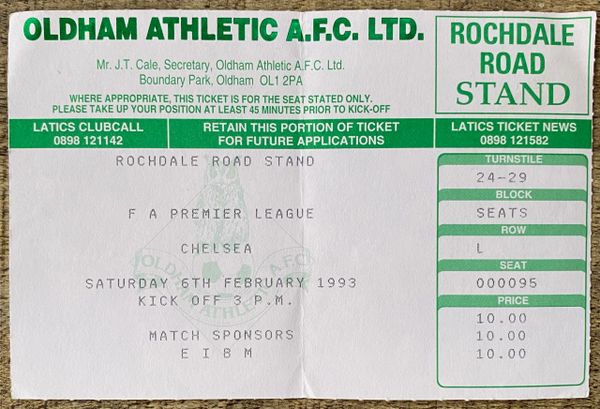 OLDHAM ATHLETIC A.F.C. LTD.
Mr. J.T. Cale, Secretary, Oldham Athletic A.F.C. Ltd.
Boundary Park, Oldham OL1 2PA
WHERE APPROPRIATE, THIS TICKET IS FOR THE SEAT STATED ONLY.
PLEASE TAKE UP YOUR POSITION AT LEAST 45 MINUTES PRIOR TO KICK-OFF
ROCHDALE
ROAD
STAND
LATICS CLUBCALL
0898 121142
RETAIN THIS PORTION OF TICKET
FOR FUTURE APPLICATIONS
LATICS TICKET NEWS
0898 121582
ROCHDALE ROAD STAND
F A PREMIER LEAGUE
CHELSEA
SATURDAY 6TH FEBRUARY 1993
KICK OFF 3 P.M.
MATCH SPONSORS
E I B M
OLDHAM ATHLETIC A.F.C.
TURNSTILE
24-29
BLOCK
SEATS
ROW
L
SEAT
000095
PRICE
10.00
10.00
10.00